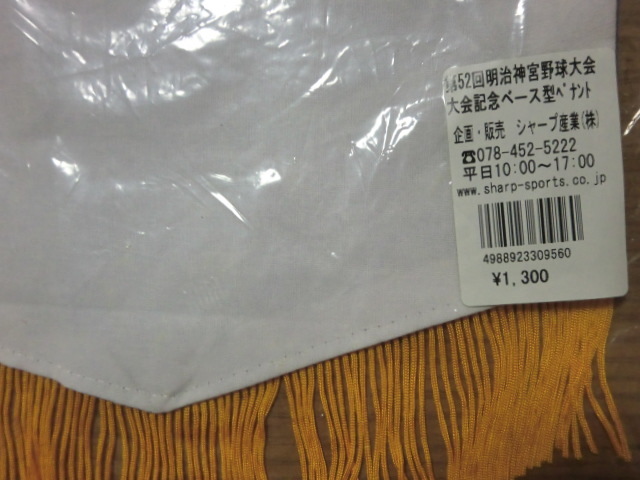 第52回明治神宮野球大会
大会記念ベース型ペナント
企画・販売 シャープ産業(株)
☎078-452-5222
平日10:00～17:00
www.sharp-sports.co.jp
4988923309560
¥1,300